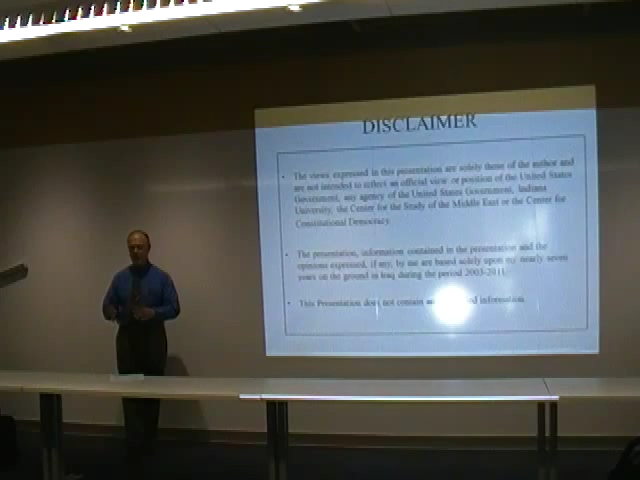 DISCLAIMER
• The views expressed in this presentation are solely those of the author and
are not intended to reflect an official view or position of the United States
Government, any agency of the United States Government, Indiana
University, the Center for the Study of the Middle East or the Center for
Constitutional Democracy.
• The presentation, information contained in the presentation and the
opinions expressed, if any, by me are based solely upon my nearly seven
years on the ground in Iraq during the period 2003-2011.
• This Presentation does not contain information.